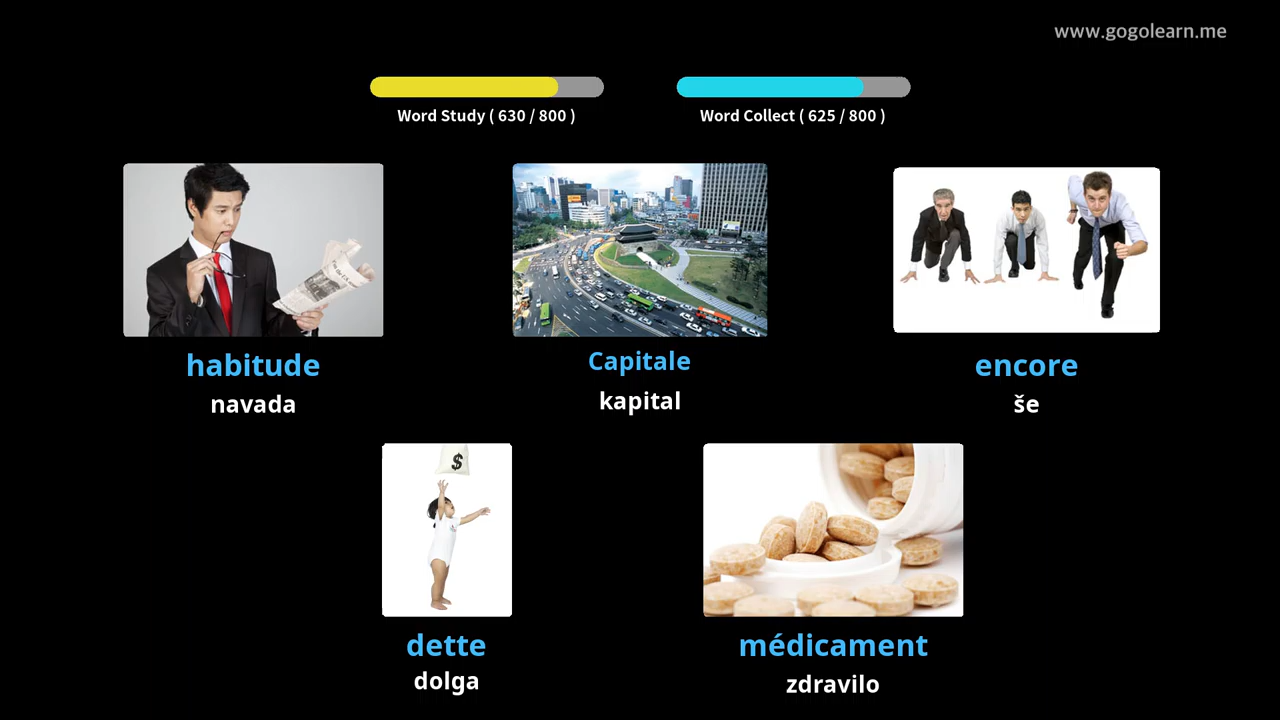 www.gogolearn.me
Word Study ( 630 / 800 )
Word Collect ( 625 / 800 )
habitude
navada
Capitale
kapital
encore
še
$
dette
dolga
médicament
zdravilo